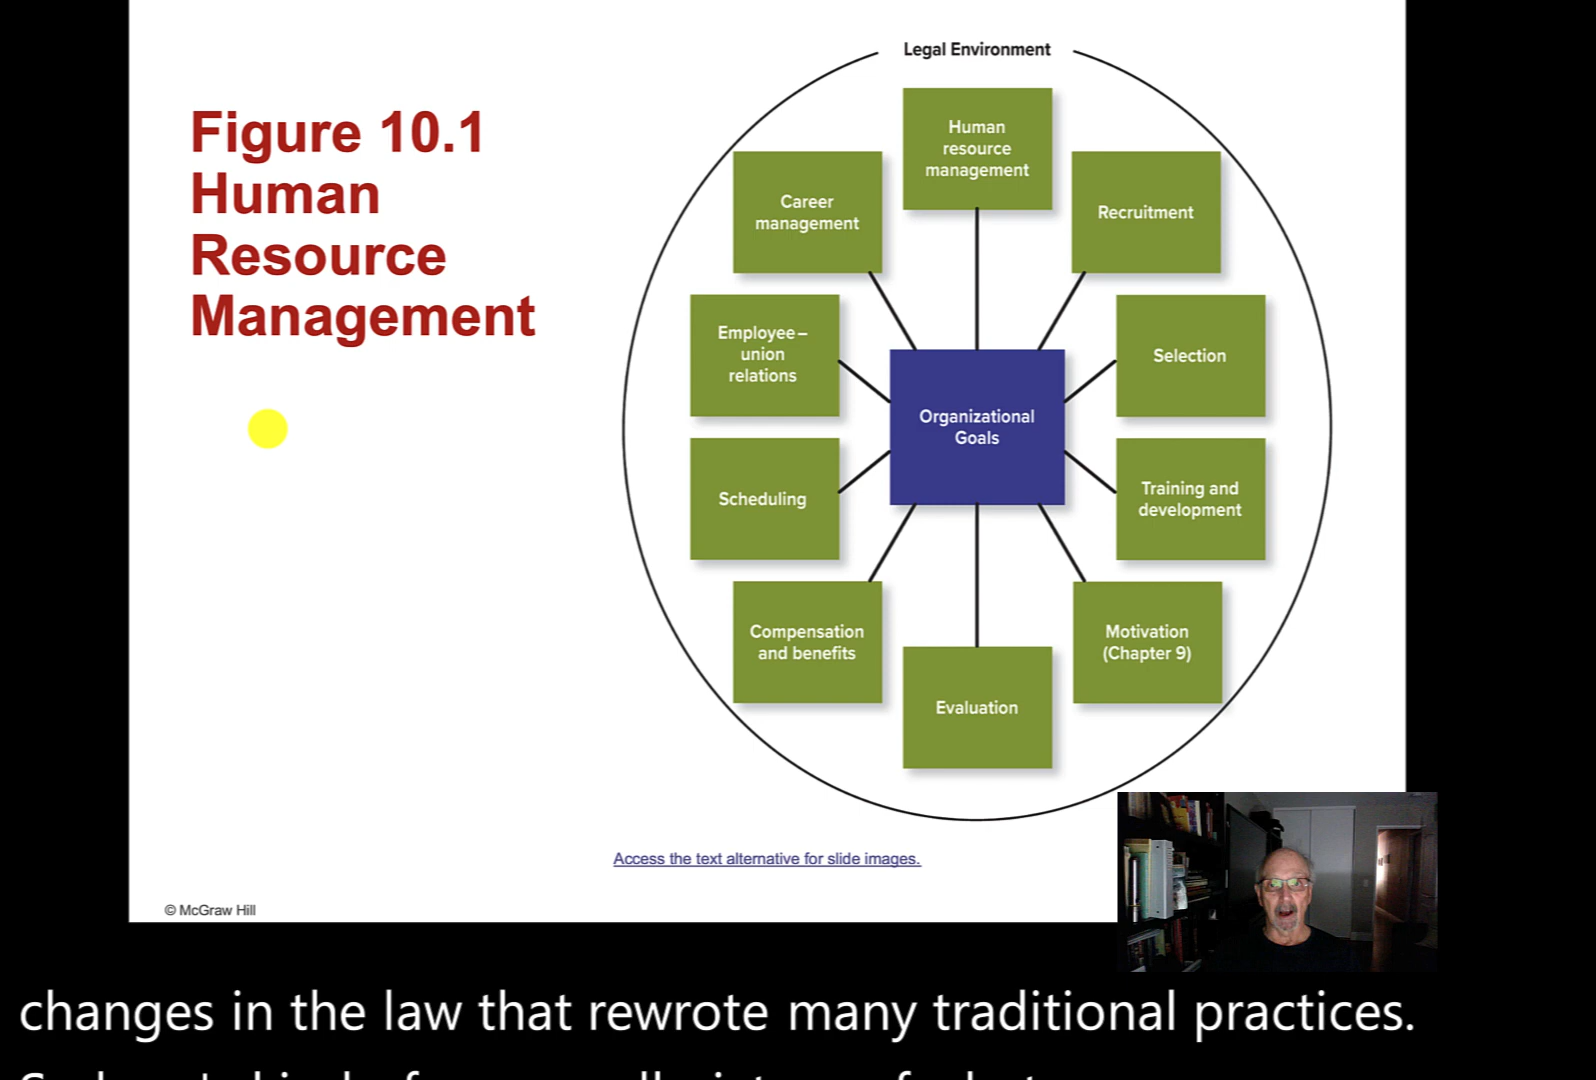 Legal Environment
Figure 10.1
Human
Resource
Management
Human
resource
management
Career
management
Recruitment
Employee–
union
relations
Selection
Organizational
Goals
Scheduling
Training and
development
Compensation
and benefits
Motivation
(Chapter 9)
Evaluation
Access the text alternative for slide images.
© McGraw Hill
changes in the law that rewrote many traditional practices.